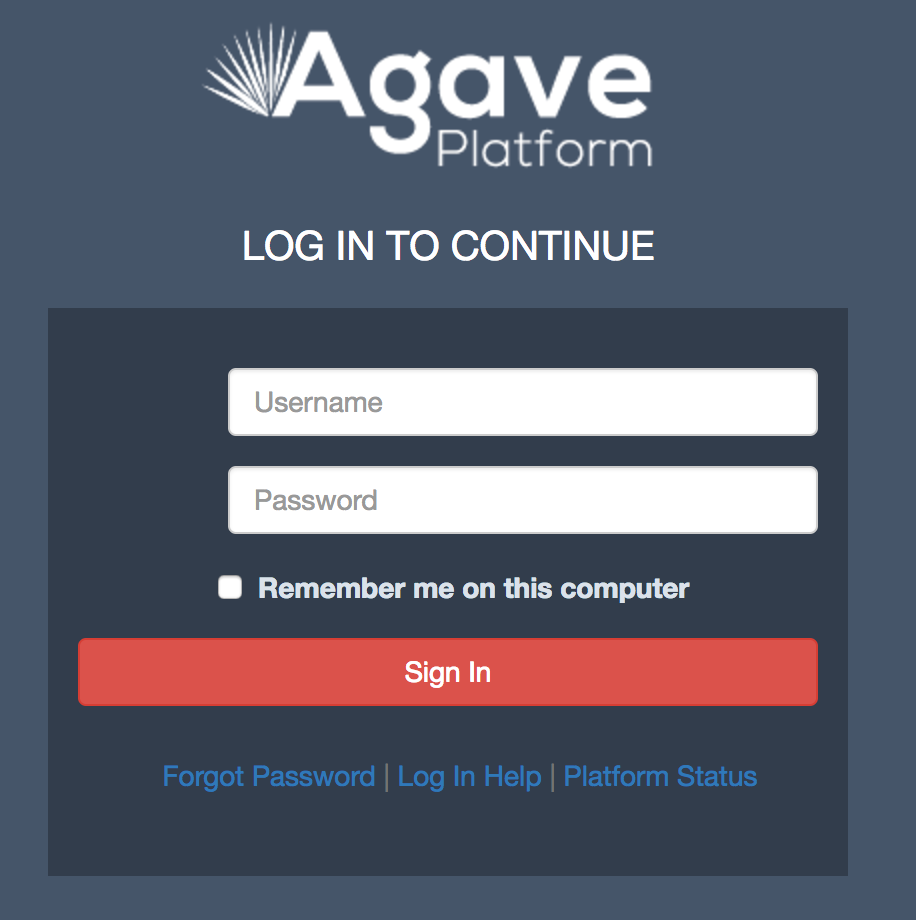 Agave
Platform
LOG IN TO CONTINUE
Username
Password
Remember me on this computer
Sign In
Forgot Password | Log In Help | Platform Status